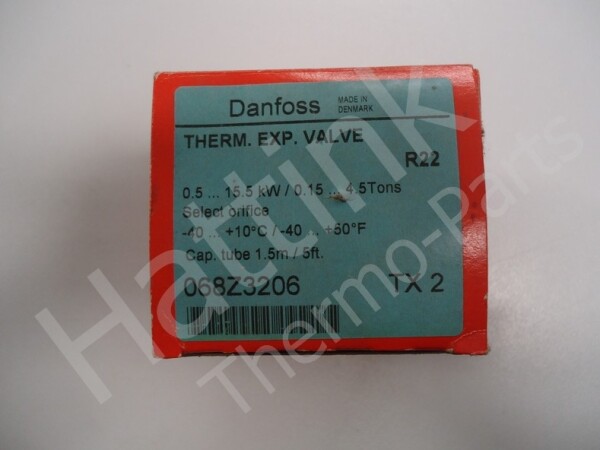 Danfoss MADE IN DENMARK
THERM. EXP. VALVE
R22
0.5 ... 15.5 kW / 0.15 ... 4.5Tons
Select orifice
-40 ... +10°C / -40 ... +50°F
Cap. tube 1.5m / 5ft.
068Z3206 TX 2
Hattink
Thermo-Parts